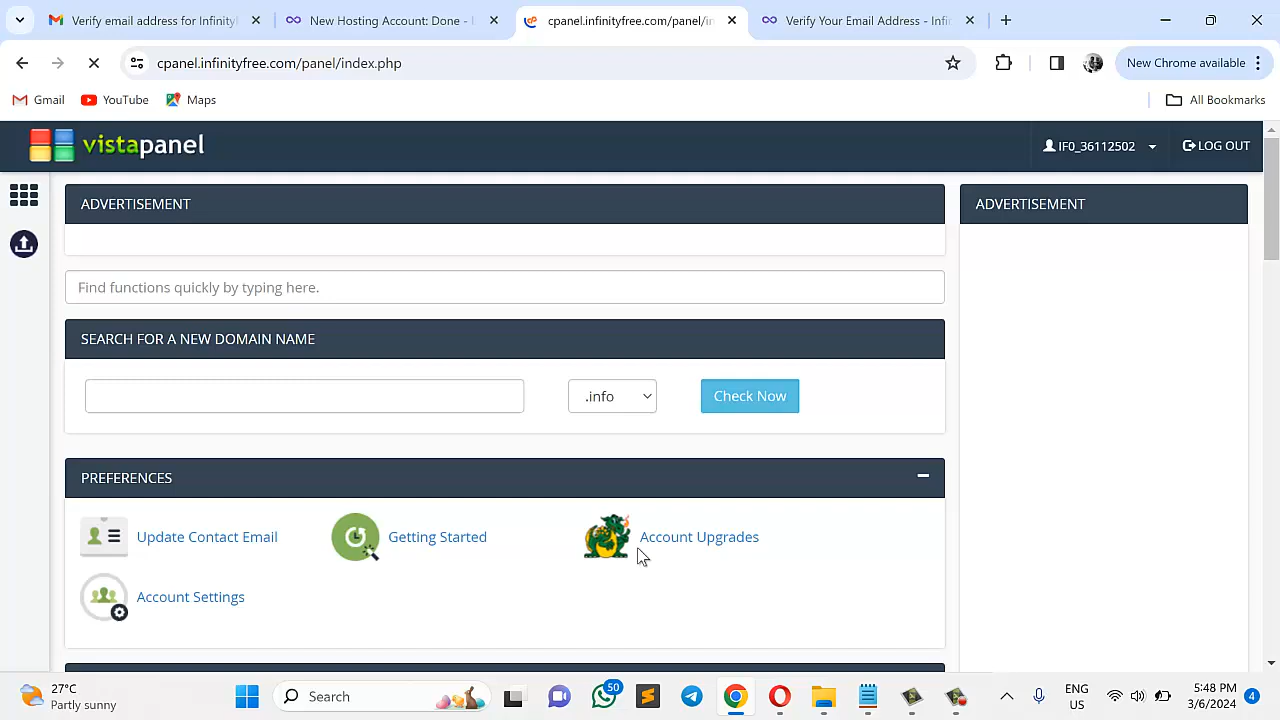 Verify email address for Infinity
New Hosting Account: Done -
cpanel.infinityfree.com/panel/in
Verify Your Email Address - Infi
cpanel.infinityfree.com/panel/index.php
New Chrome available
Gmail
YouTube
Maps
All Bookmarks
vistapanel
IF0_36112502
LOG OUT
ADVERTISEMENT
ADVERTISEMENT
Find functions quickly by typing here.
SEARCH FOR A NEW DOMAIN NAME
.info
Check Now
PREFERENCES
Update Contact Email
Getting Started
Account Upgrades
Account Settings
27°C
Partly sunny
Search
50
ENG
US
5:48 PM
3/6/2024
4